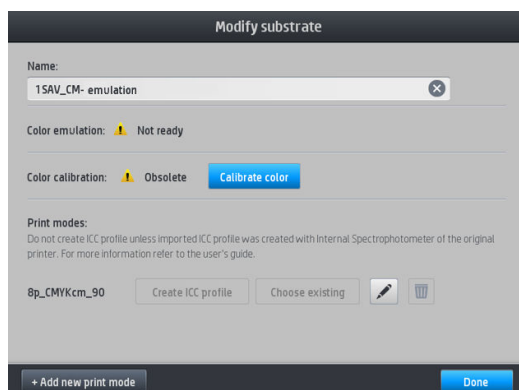 Modify substrate
Name:
1SAV_CM- emulation
Color emulation: Not ready
Color calibration: Obsolete Calibrate color
Print modes:
Do not create ICC profile unless imported ICC profile was created with Internal Spectrophotometer of the original
printer. For more information refer to the user's guide.
8p_CMYKcm_90 Create ICC profile Choose existing
+ Add new print mode Done